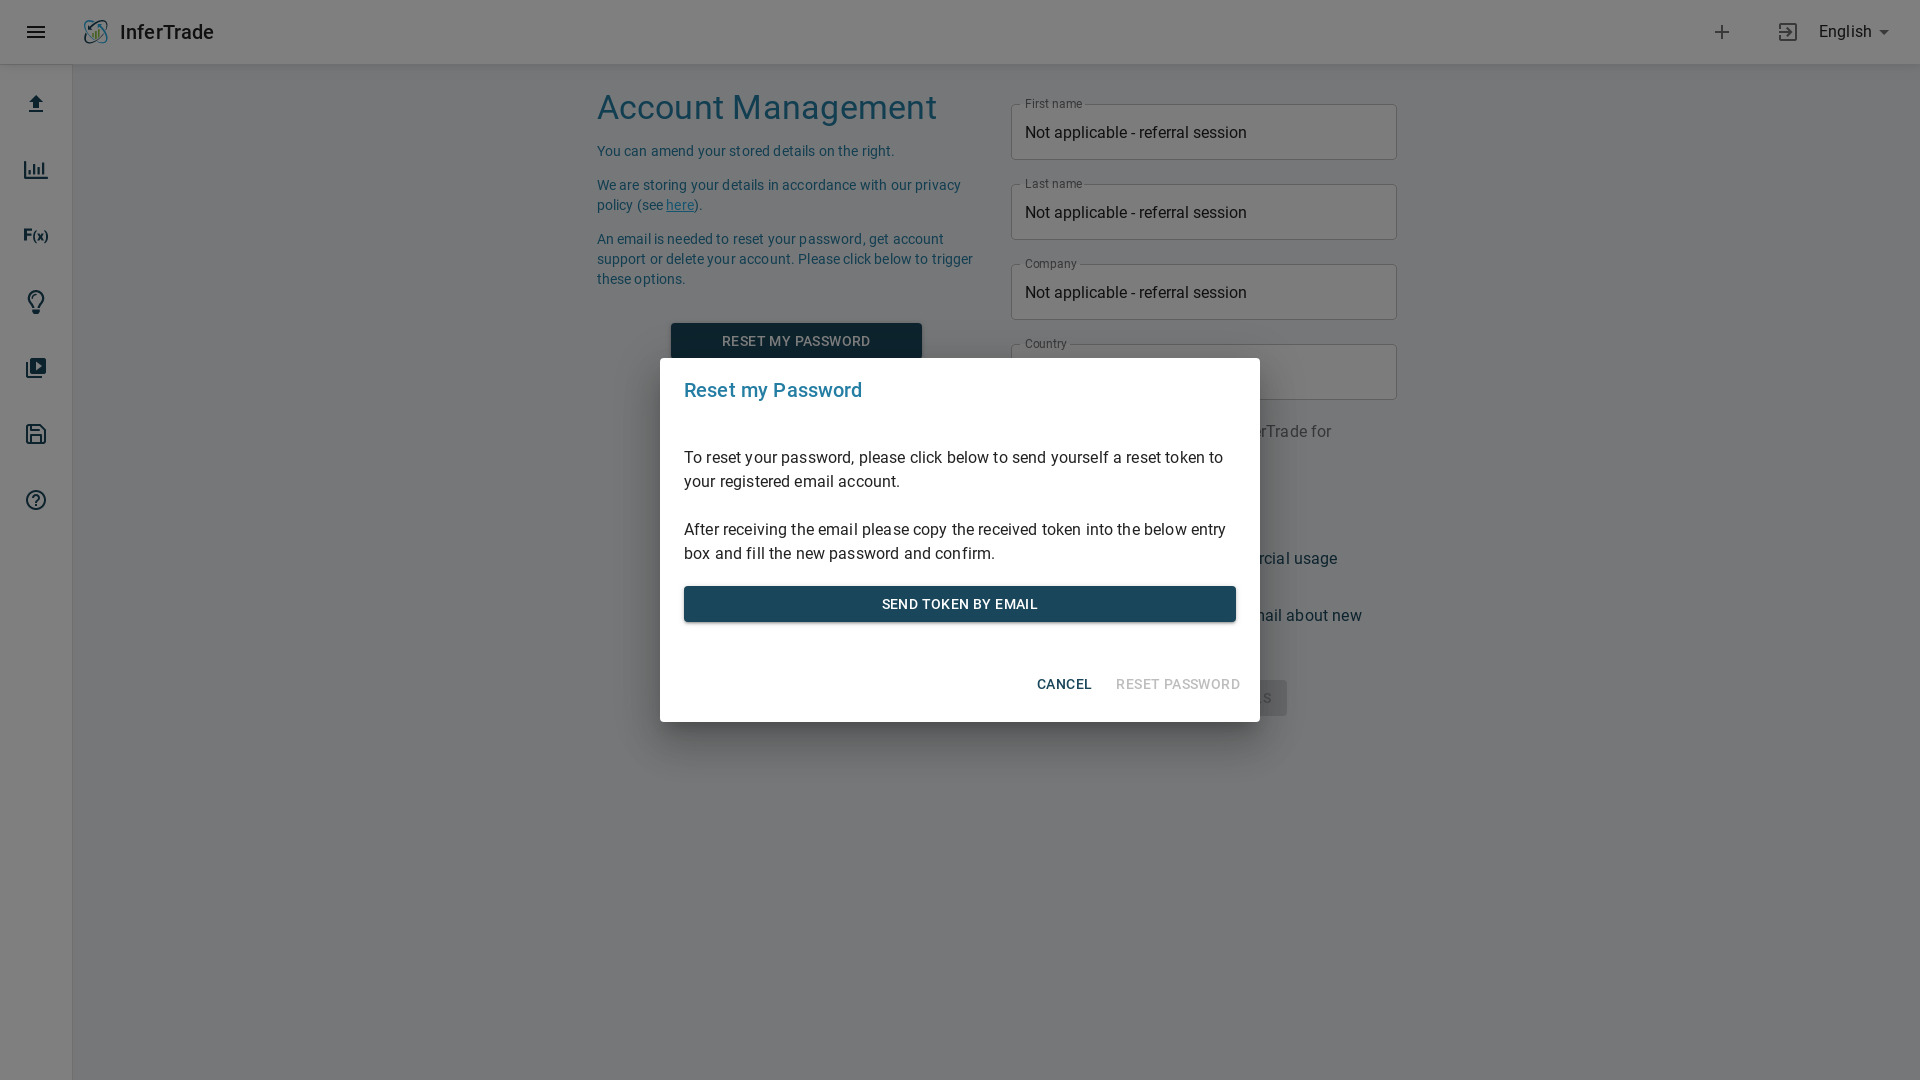 InferTrade
English
Account Management
You can amend your stored details on the right.
We are storing your details in accordance with our privacy
policy (see here).
An email is needed to reset your password, get account
support or delete your account. Please click below to trigger
these options.
RESET MY PASSWORD
First name
Not applicable - referral session
Last name
Not applicable - referral session
Company
Not applicable - referral session
Country
F(x)
Reset my Password
To reset your password, please click below to send yourself a reset token to
your registered email account.
After receiving the email please copy the received token into the below entry
box and fill the new password and confirm.
SEND TOKEN BY EMAIL
CANCEL
RESET PASSWORD
for
usage
about new